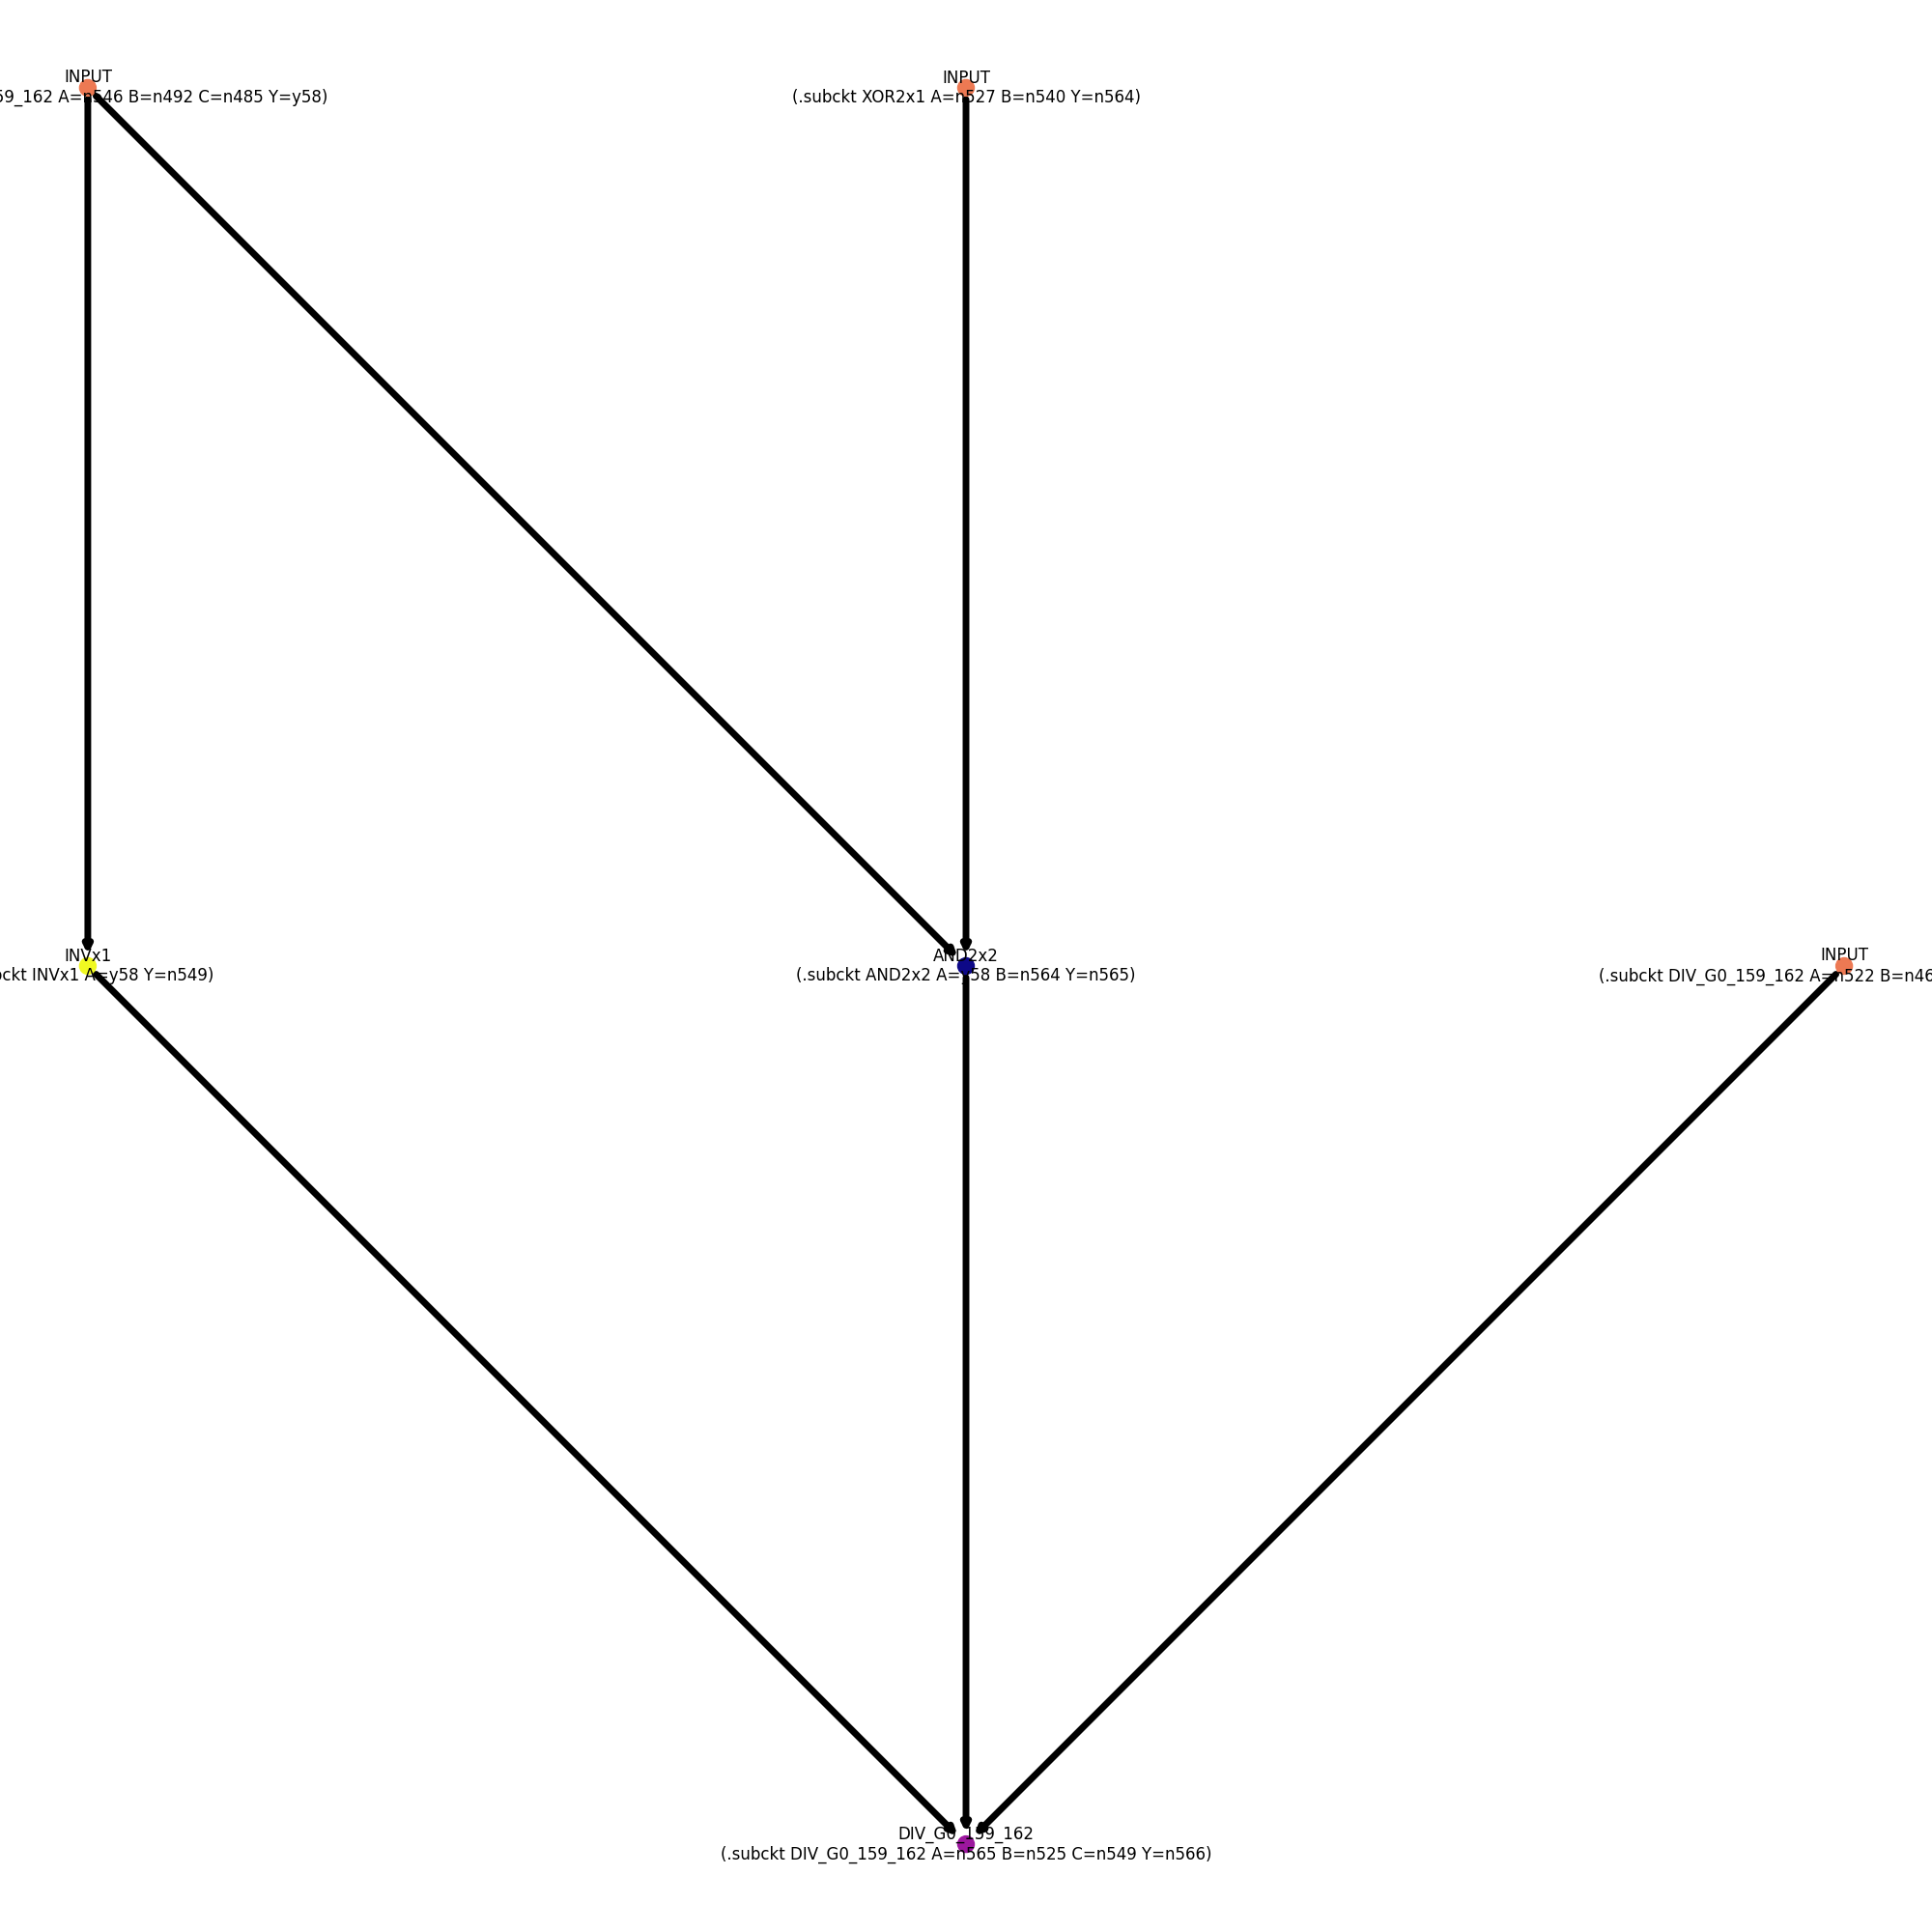 INPUT
59_162 A=n546 B=n492 C=n485 Y=y58)
INPUT
(.subckt XOR2x1 A=n527 B=n540 Y=n564)
INVx1
ckt INVx1 A=y58 Y=n549)
AND2x2
(.subckt AND2x2 A=y58 B=n564 Y=n565)
INPUT
(.subckt DIV_G0_159_162 A=n522 B=n46
DIV_G0_159_162
(.subckt DIV_G0_159_162 A=n565 B=n525 C=n549 Y=n566)